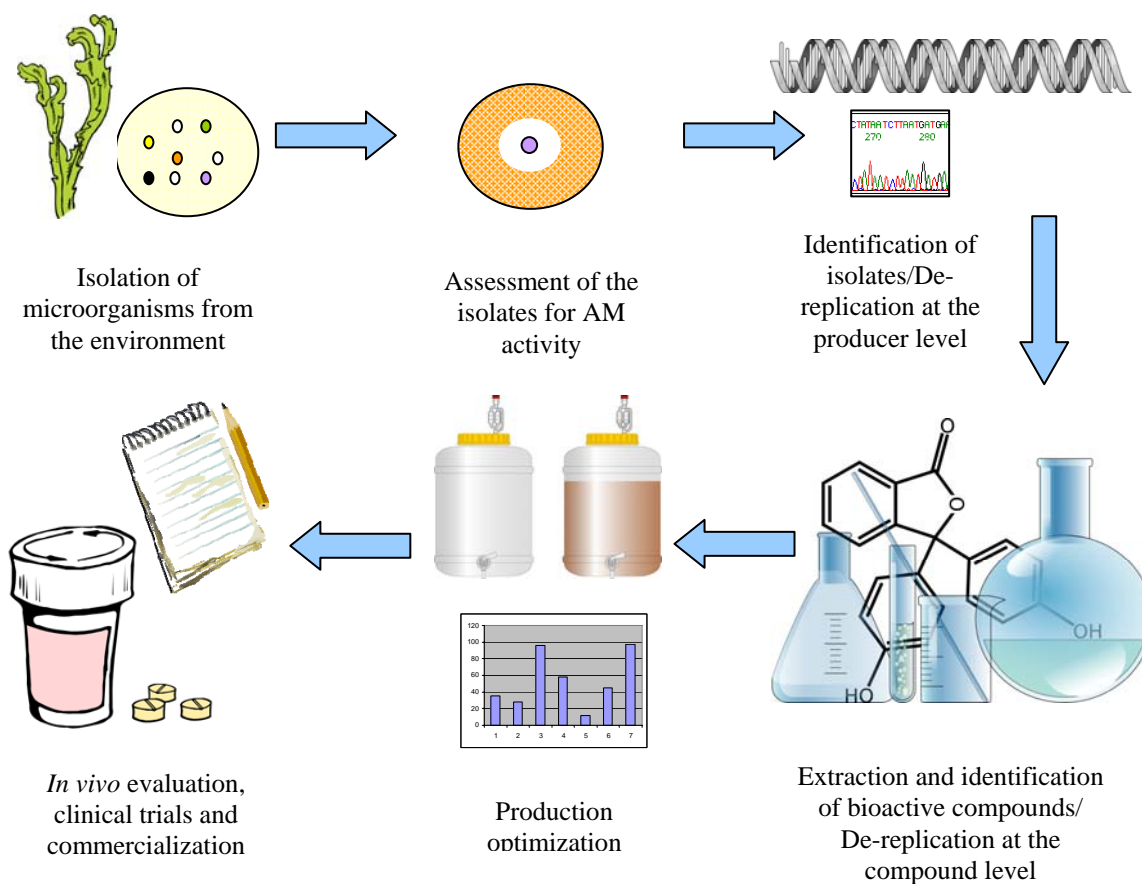 CTATAATCTTAATGATGAA
270 280
Isolation of
microorganisms from
the environment
Assessment of the
isolates for AM
activity
Identification of
isolates/De-
replication at the
producer level
O
O
OH
HO
120
100
80
60
40
20
0
1 2 3 4 5 6 7
In vivo evaluation,
clinical trials and
commercialization
Production
optimization
Extraction and identification
of bioactive compounds/
De-replication at the
compound level